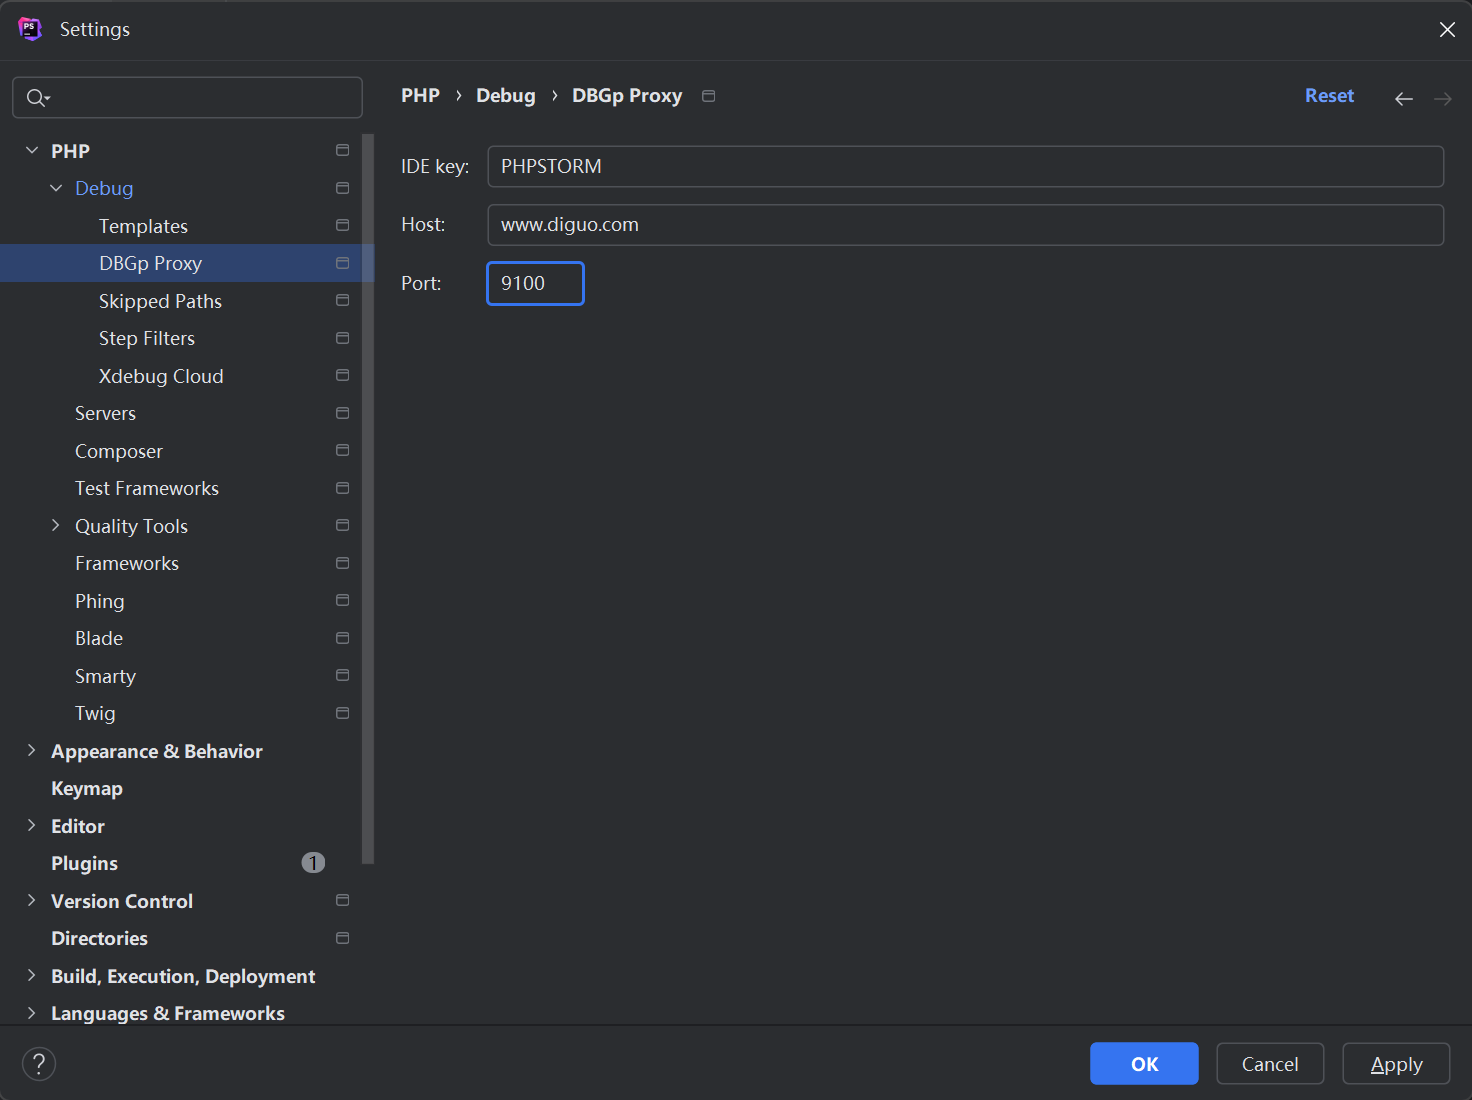 PS
Settings
PHP › Debug › DBGp Proxy
Reset
PHP
Debug
Templates
DBGp Proxy
Skipped Paths
Step Filters
Xdebug Cloud
Servers
Composer
Test Frameworks
Quality Tools
Frameworks
Phing
Blade
Smarty
Twig
Appearance & Behavior
Keymap
Editor
Plugins 1
Version Control
Directories
Build, Execution, Deployment
Languages & Frameworks
IDE key: PHPSTORM
Host: www.diguo.com
Port: 9100
?
OK Cancel Apply